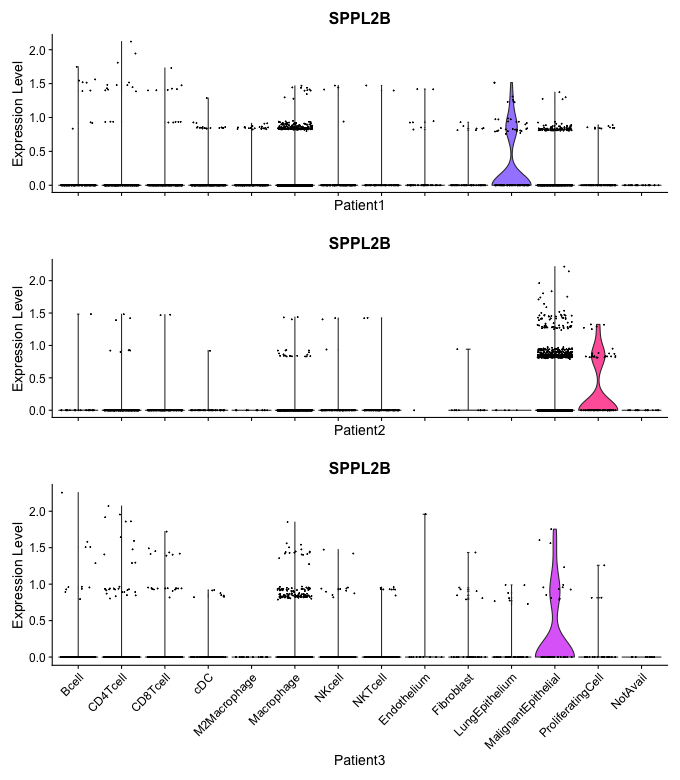 SPPL2B
Expression Level
2.0
1.5
1.0
0.5
0.0
Patient1
SPPL2B
Expression Level
2.0
1.5
1.0
0.5
0.0
Patient2
SPPL2B
Expression Level
2.0
1.5
1.0
0.5
0.0
Bcell
CD4Tcell
CD8Tcell
cDC
M2Macrophage
Macrophage
NKcell
NKTcell
Endothelium
Fibroblast
LungEpithelium
MalignantEpithelial
ProliferatingCell
NotAvail
Patient3